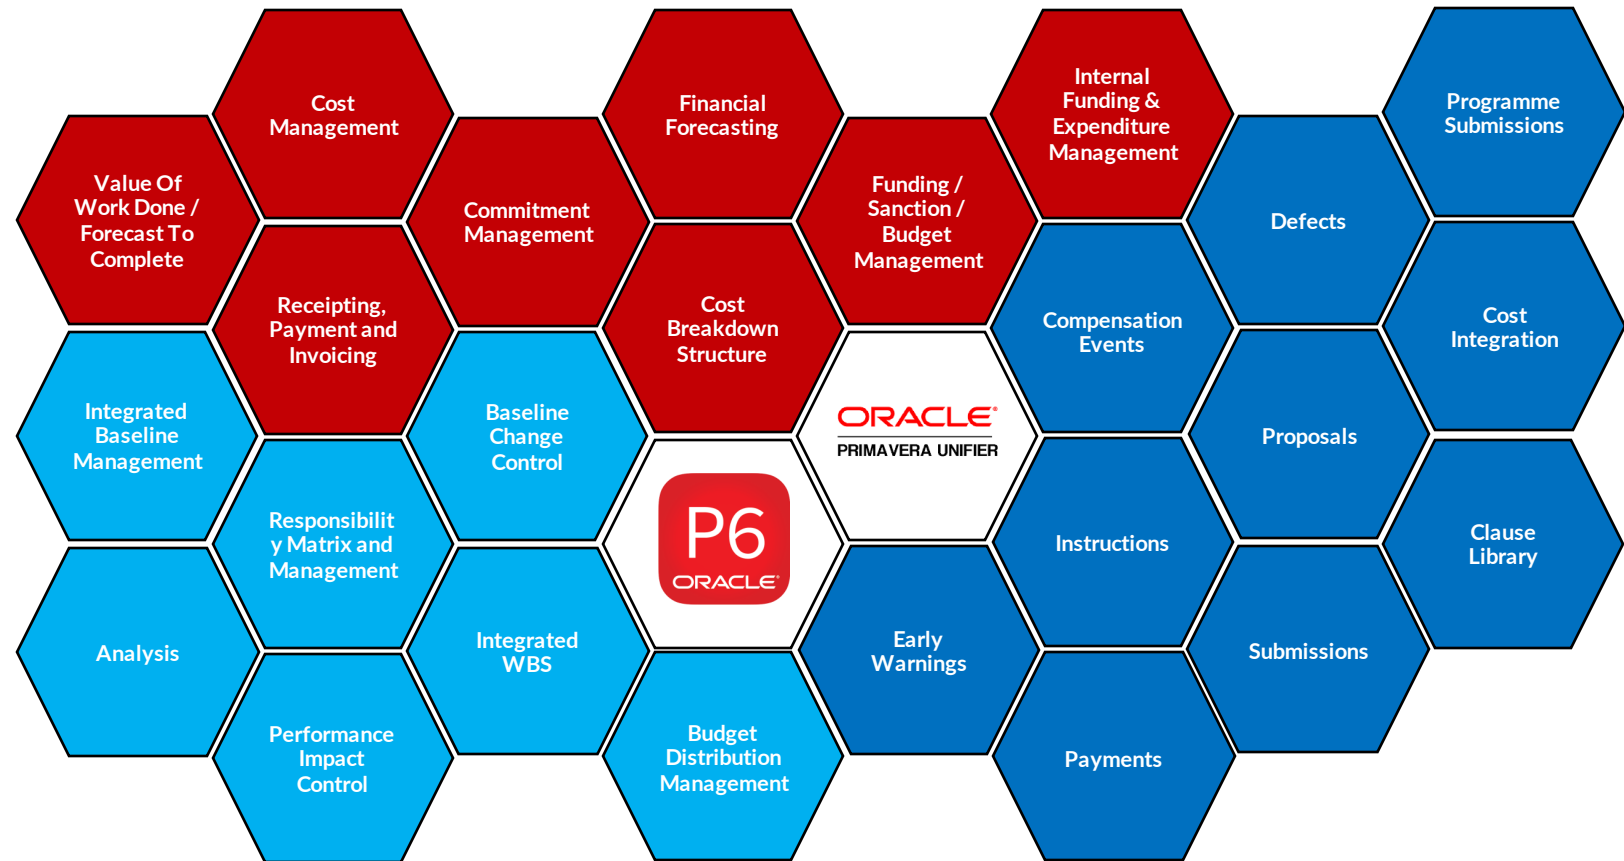 Cost
Management
Financial
Forecasting
Internal
Funding &
Expenditure
Management
Programme
Submissions
Value Of
Work Done /
Forecast To
Complete
Commitment
Management
Funding /
Sanction /
Budget
Management
Defects
Receipting,
Payment and
Invoicing
Cost
Breakdown
Structure
Compensation
Events
Cost
Integration
Integrated
Baseline
Management
Baseline
Change
Control
ORACLE®
PRIMAVERA UNIFIER
Proposals
Responsibilit
y Matrix and
Management
P6
ORACLE®
Instructions
Clause
Library
Analysis
Integrated
WBS
Early
Warnings
Submissions
Performance
Impact
Control
Budget
Distribution
Management
Payments